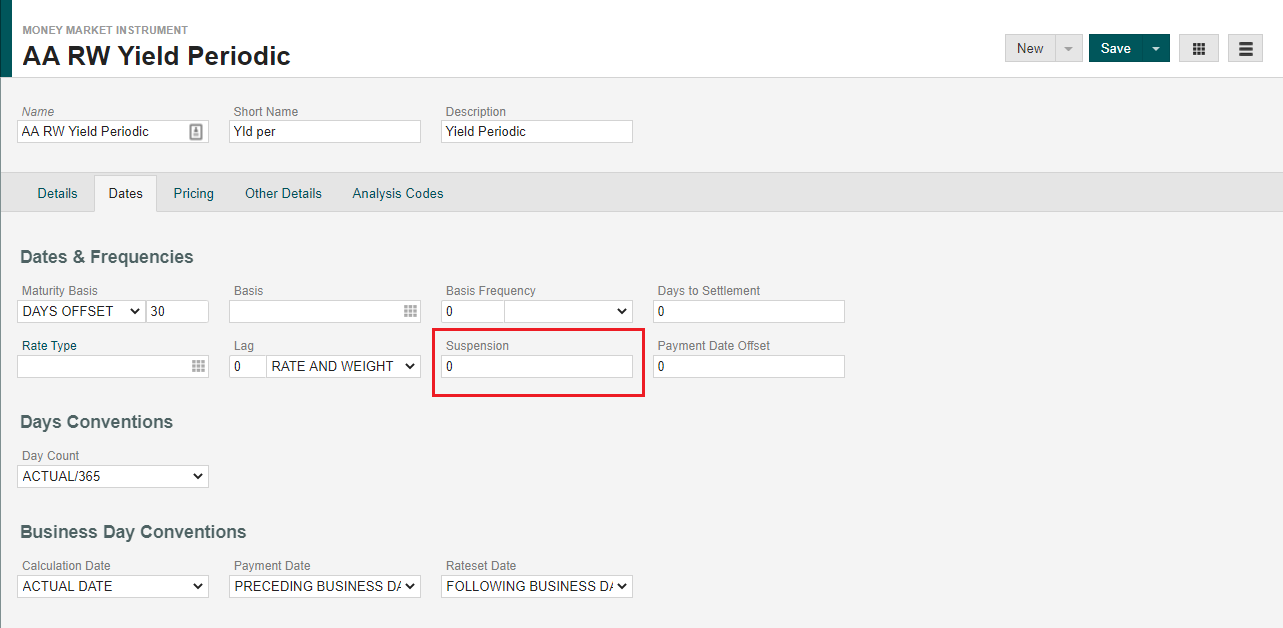 MONEY MARKET INSTRUMENT
AA RW Yield Periodic
New Save
Name Short Name Description
AA RW Yield Periodic Yld per Yield Periodic
Details Dates Pricing Other Details Analysis Codes
Dates & Frequencies
Maturity Basis Basis Basis Frequency Days to Settlement
DAYS OFFSET 30 0 0
Rate Type Lag Suspension Payment Date Offset
0 RATE AND WEIGHT 0 0
Days Conventions
Day Count
ACTUAL/365
Business Day Conventions
Calculation Date Payment Date Rateset Date
ACTUAL DATE PRECEDING BUSINESS DA FOLLOWING BUSINESS DA